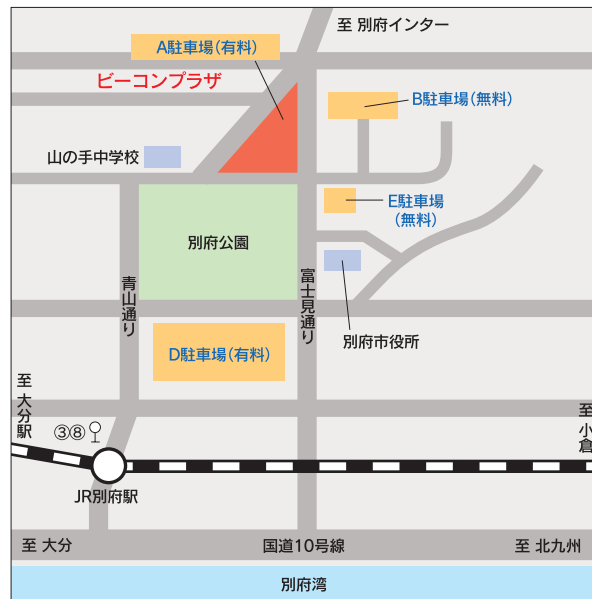 至 別府インター
A駐車場(有料)
ビーコンプラザ
B駐車場(無料)
山の手中学校
E駐車場
(無料)
別府公園
青山通り
富士見通り
別府市役所
D駐車場(有料)
至 大分駅
③⑧
至 小倉
JR別府駅
至 大分
国道10号線
至 北九州
別府湾